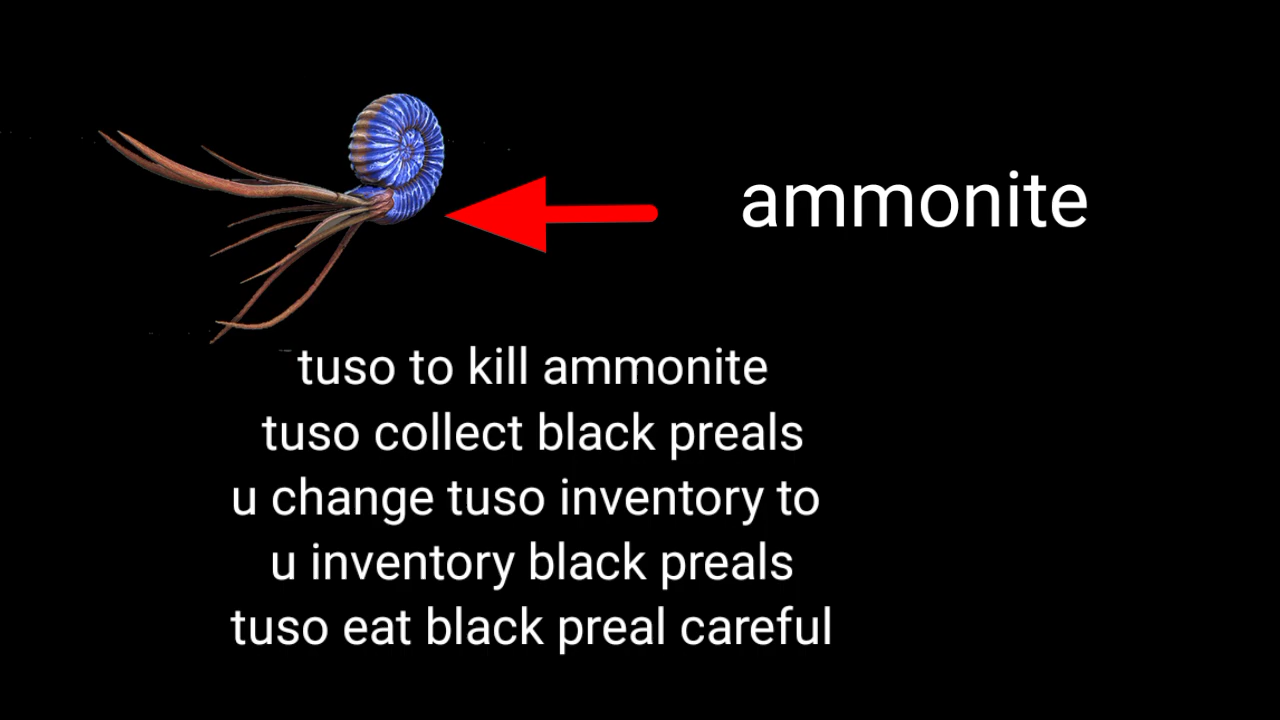 ammonite
tuso to kill ammonite
tuso collect black preals
u change tuso inventory to
u inventory black preals
tuso eat black preal careful